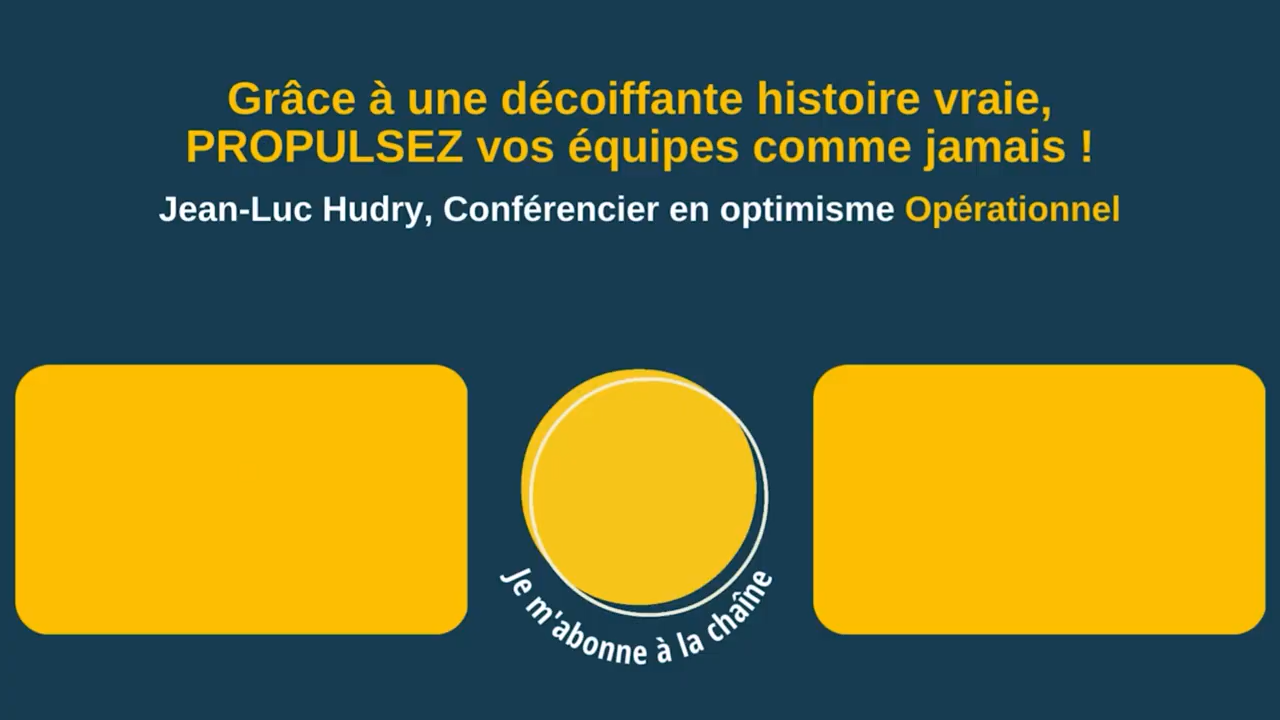 Grâce à une décoiffante histoire vraie,
PROPULSEZ vos équipes comme jamais !
Jean-Luc Hudry, Conférencier en optimisme Opérationnel
Je m'abonne à la chaîne